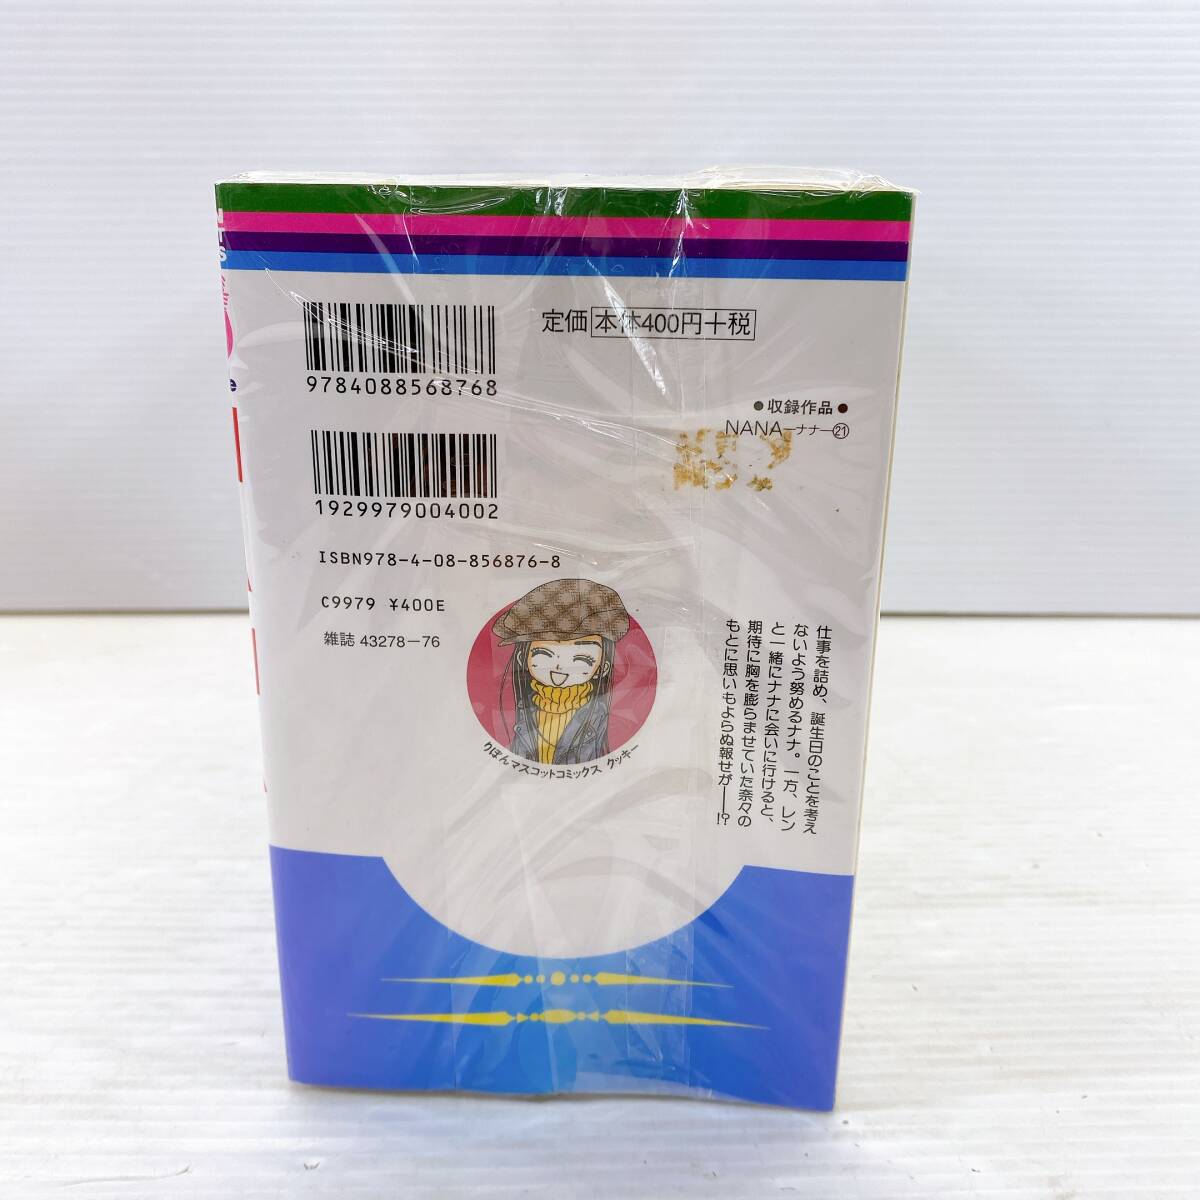 9784088568768
定価 本体400円+税
●収録作品●
NANA―ナナ―㉑
1929979004002
ISBN978-4-08-856876-8
C9979 ¥400E
雑誌 43278-76
りぼんマスコットコミックス クッキー
仕事を詰め、誕生日のことを考え
ないよう努めるナナ。一方、レン
と一緒にナナに会いに行けると、
期待に胸を膨らませていた奈々の
もとに思いもよらぬ報せが――!?